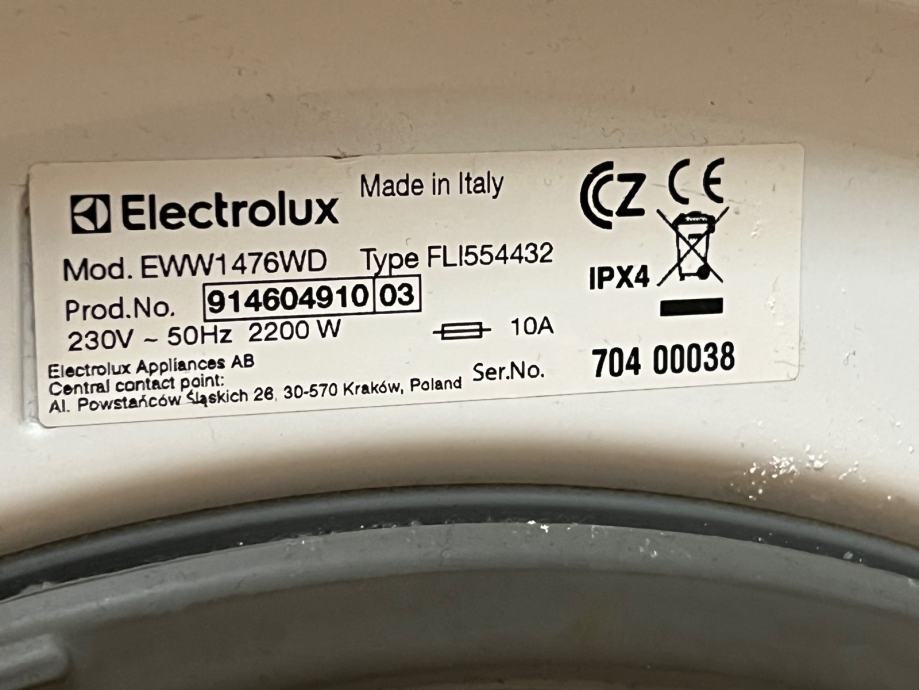 Electrolux Made in Italy
Mod. EWW1476WD Type FLI554432
Prod.No. 914604910 03
230V ~ 50Hz 2200 W 10A
Electrolux Appliances AB
Central contact point:
Al. Powstańców Śląskich 26, 30-570 Kraków, Poland
Ser.No. 704 00038
CZ CE
IPX4